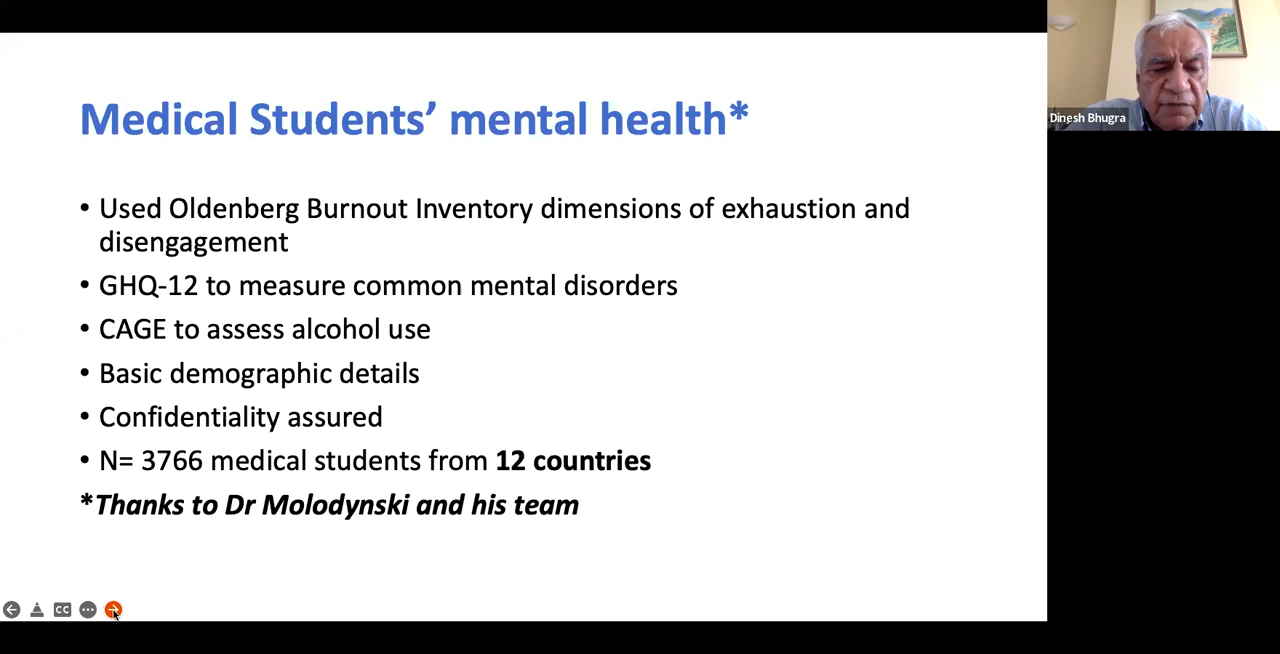 Medical Students’ mental health*
• Used Oldenberg Burnout Inventory dimensions of exhaustion and
disengagement
• GHQ-12 to measure common mental disorders
• CAGE to assess alcohol use
• Basic demographic details
• Confidentiality assured
• N= 3766 medical students from 12 countries
*Thanks to Dr Molodynski and his team
Dinesh Bhugra
CC